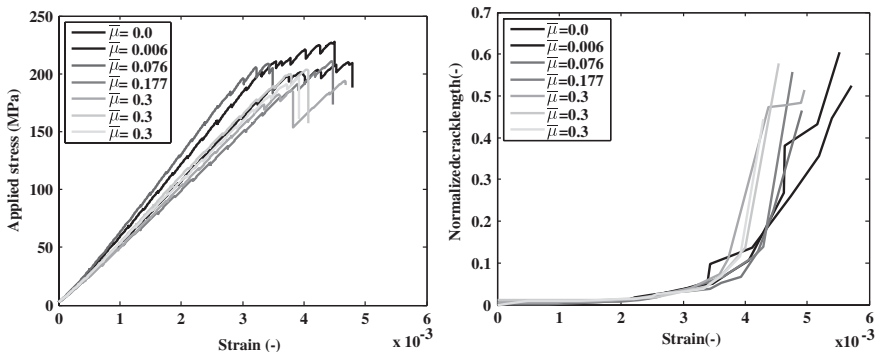 250
200
150
100
50
0
Applied stress (MPa)
μ̅= 0.0
μ̅= 0.006
μ̅= 0.076
μ̅= 0.177
μ̅= 0.3
μ̅= 0.3
μ̅= 0.3
0 1 2 3 4 5 6
Strain (-)
x 10⁻³
0.7
0.6
0.5
0.4
0.3
0.2
0.1
0
Normalizedcracklength(-)
μ̅=0.0
μ̅=0.006
μ̅=0.076
μ̅=0.177
μ̅=0.3
μ̅=0.3
μ̅=0.3
0 1 2 3 4 5 6
Strain(-)
x 10⁻³